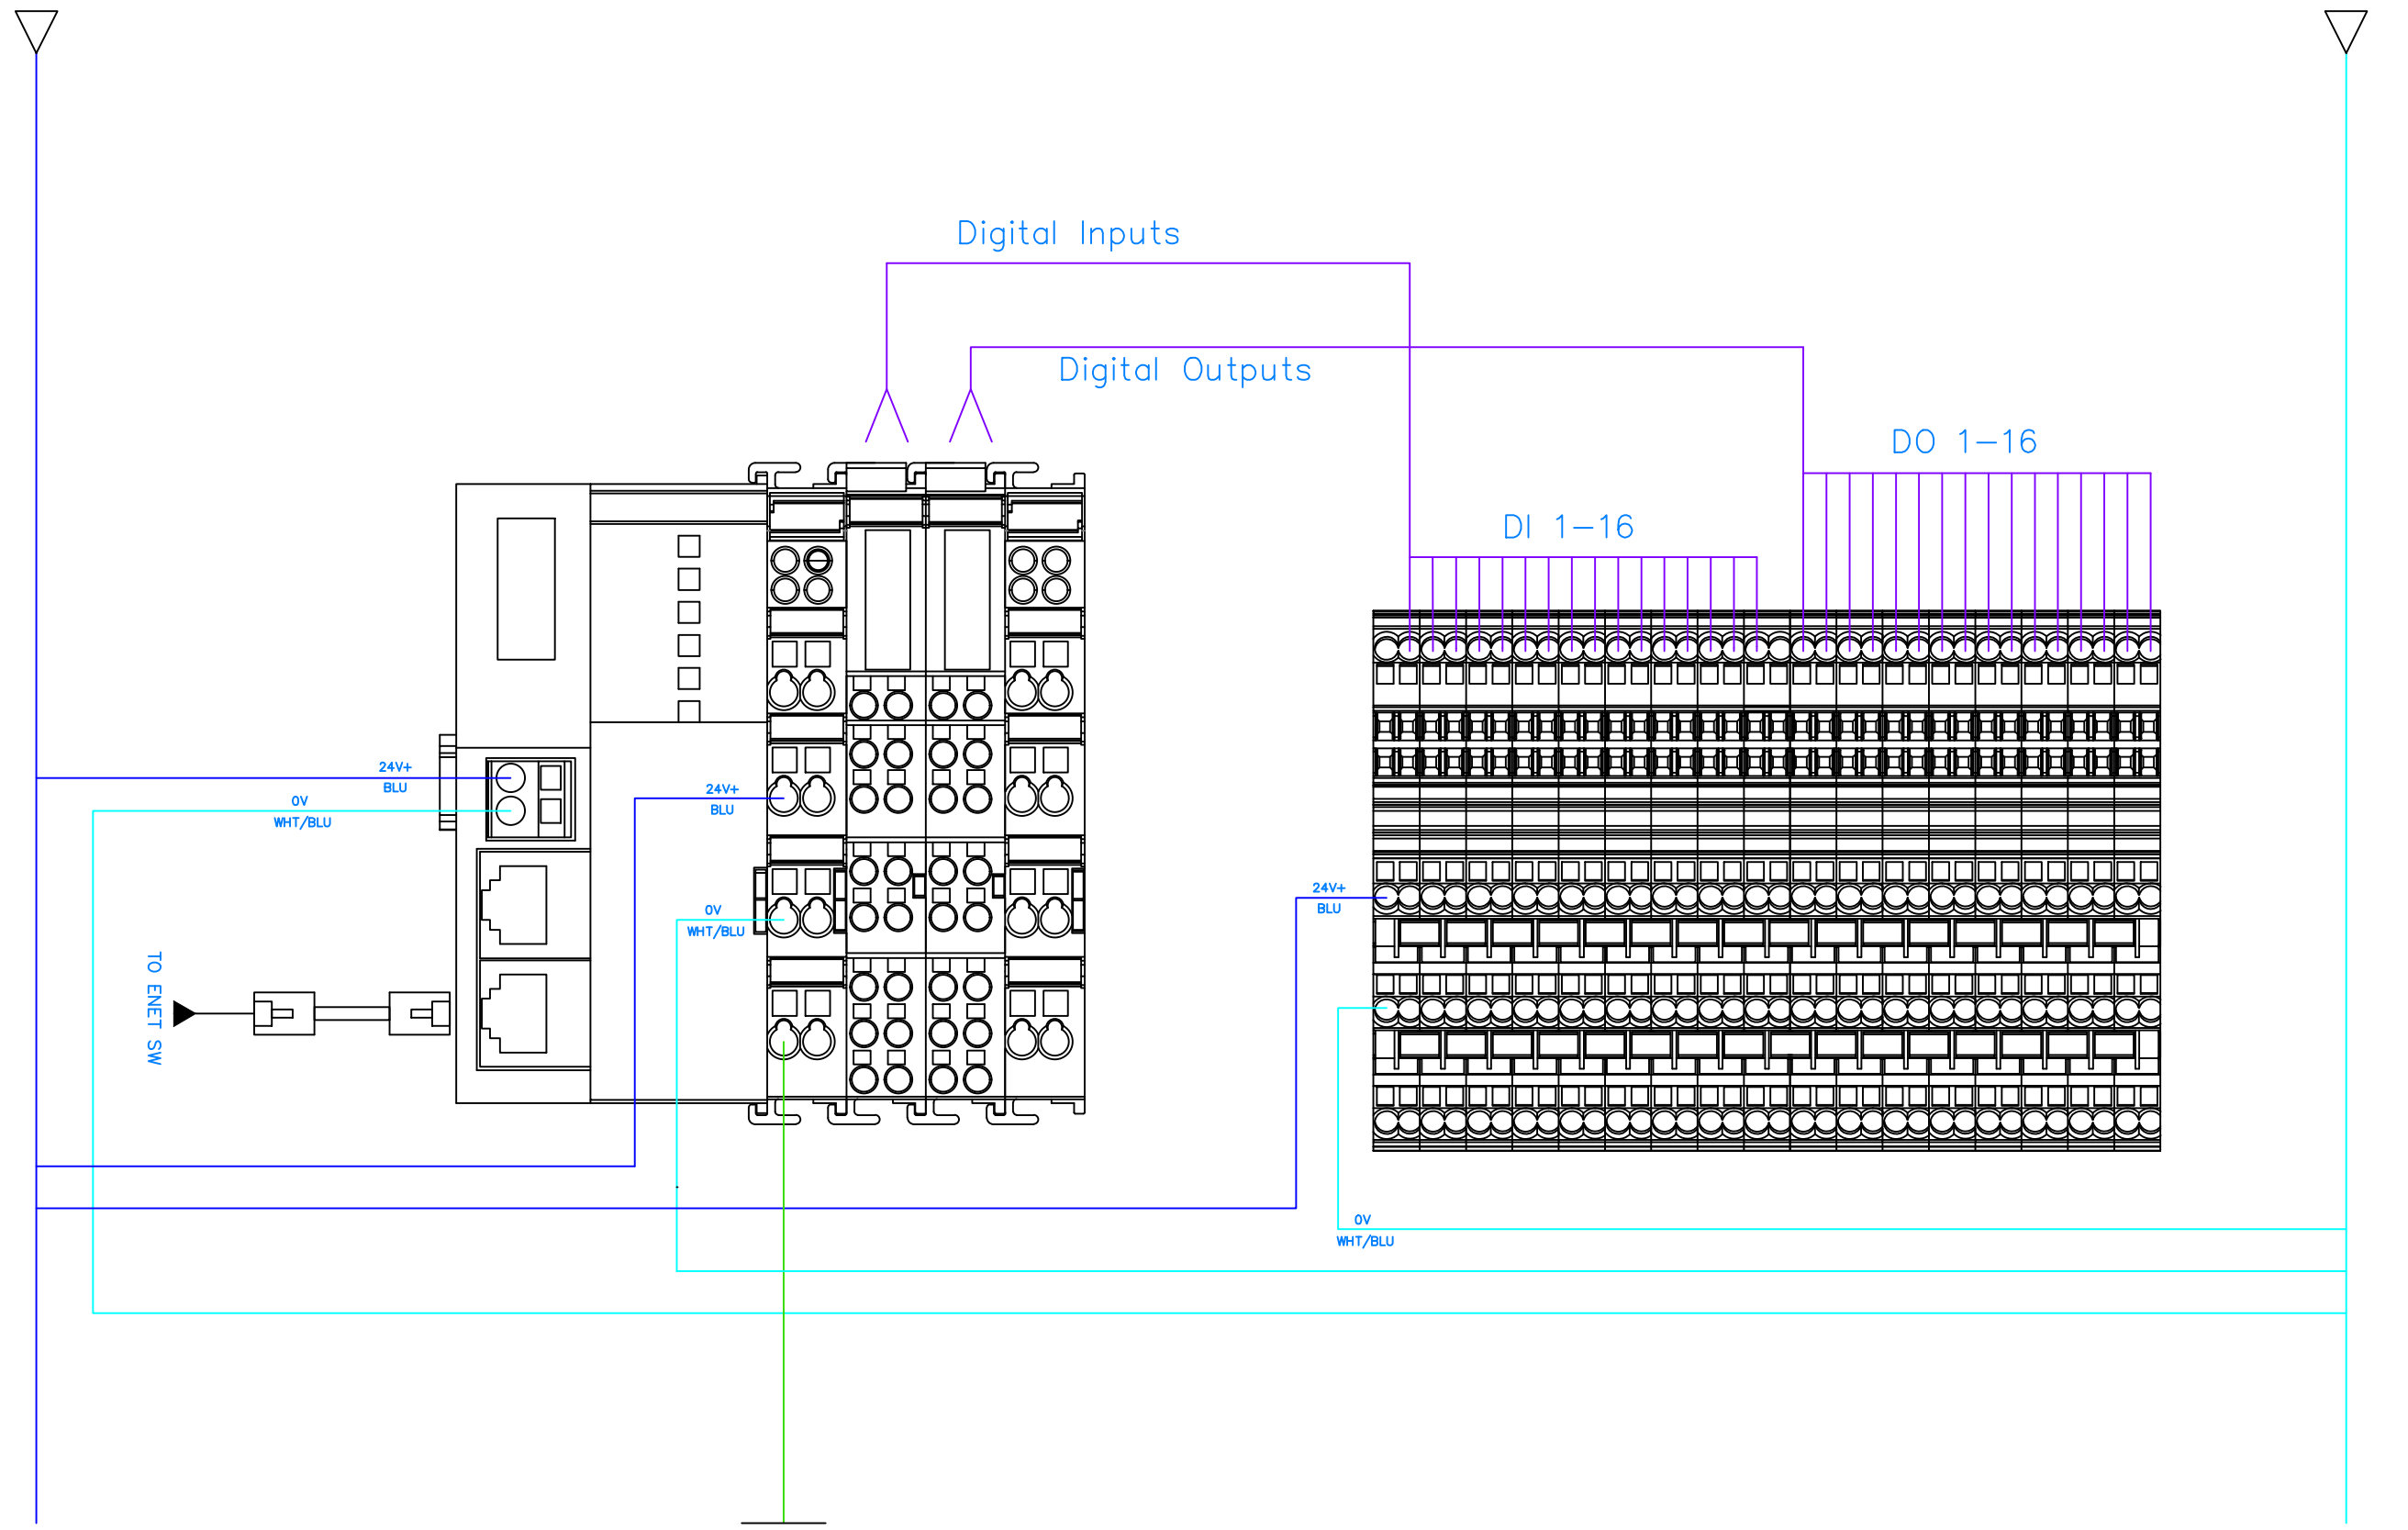 Digital Inputs
Digital Outputs
DO 1-16
DI 1-16
24V+
BLU
0V
WHT/BLU
24V+
BLU
0V
WHT/BLU
24V+
BLU
TO ENET SW
0V
WHT/BLU